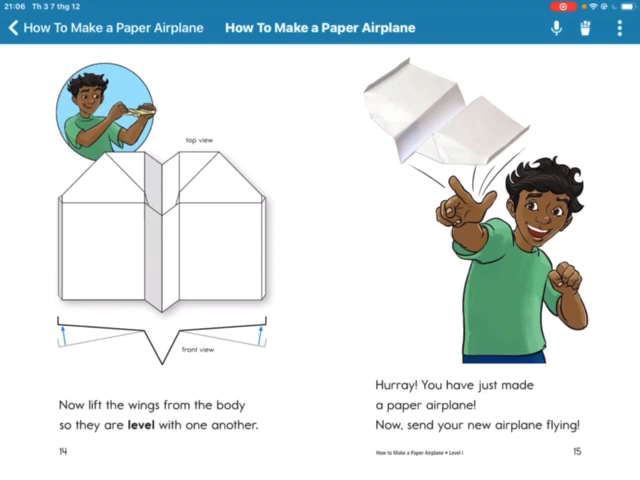 21:06 Th 3 7 thg 12
How To Make a Paper Airplane
How To Make a Paper Airplane
top view
front view
Now lift the wings from the body
so they are level with one another.
14
Hurray! You have just made
a paper airplane!
Now, send your new airplane flying!
How to Make a Paper Airplane • Level I
15